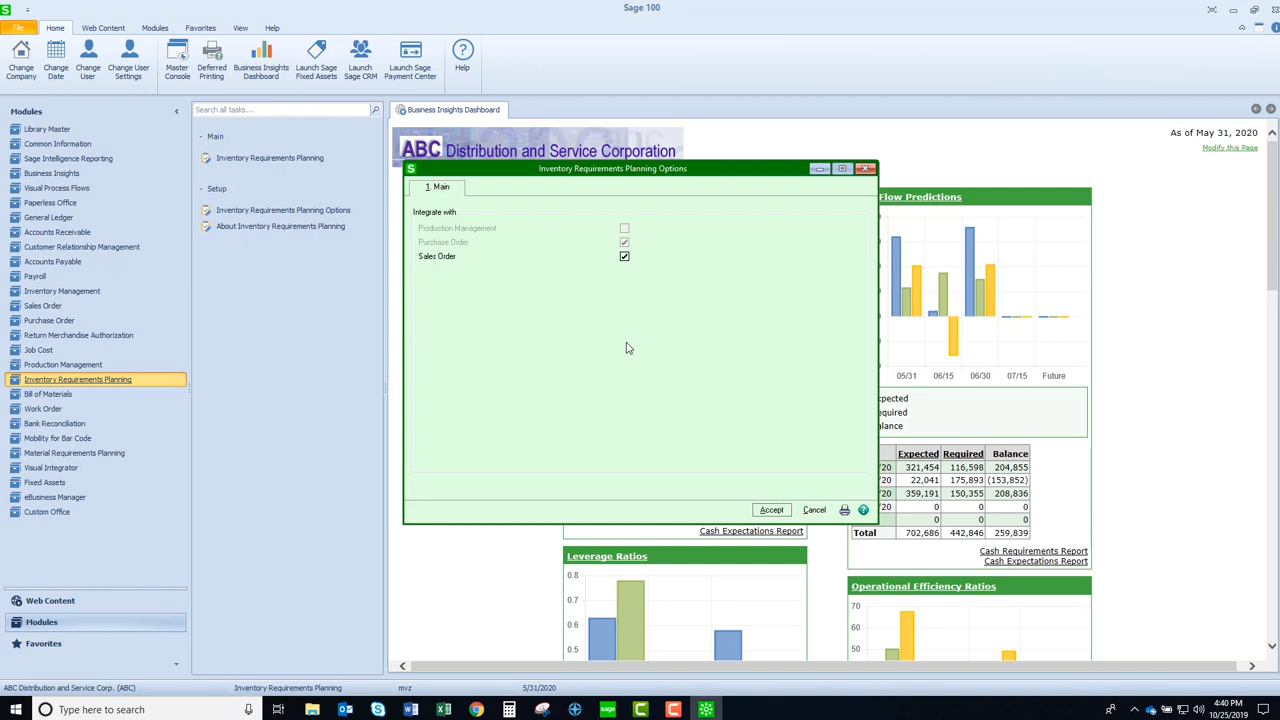 Sage 100
File
Home
Web Content
Modules
Favorites
View
Help
Change
Company
Change
Date
Change
User
Change User
Settings
Master
Console
Deferred
Printing
Business Insights
Dashboard
Launch Sage
Fixed Assets
Launch
Sage CRM
Launch Sage
Payment Center
Help
Modules
Library Master
Common Information
Sage Intelligence Reporting
Business Insights
Visual Process Flows
Paperless Office
General Ledger
Accounts Receivable
Customer Relationship Management
Accounts Payable
Payroll
Inventory Management
Sales Order
Purchase Order
Return Merchandise Authorization
Job Cost
Production Management
Inventory Requirements Planning
Bill of Materials
Work Order
Bank Reconciliation
Mobility for Bar Code
Material Requirements Planning
Visual Integrator
Fixed Assets
eBusiness Manager
Custom Office
Web Content
Modules
Favorites
Search all tasks...
Main
Inventory Requirements Planning
Setup
Inventory Requirements Planning Options
About Inventory Requirements Planning
Business Insights Dashboard
ABC Distribution and Service Corporation
As of May 31, 2020
Modify this Page
Inventory Requirements Planning Options
1. Main
Integrate with
Production Management
Purchase Order
Sales Order
Accept
Cancel
Flow Predictions
05/31 06/15 06/30 07/15 Future
xpected
equired
alance
Expected Required Balance
/20 321,454 116,598 204,855
/20 22,041 175,893 (153,852)
/20 359,191 150,355 208,836
/20 0 0 0
0 0 0
Total 702,686 442,846 259,839
Cash Requirements Report
Cash Expectations Report
Cash Expectations Report
Leverage Ratios
0.8
0.7
0.6
0.5
Operational Efficiency Ratios
70
60
50
ABC Distribution and Service Corp. (ABC)
Inventory Requirements Planning
mvz
5/31/2020
Type here to search
4:40 PM
10/25/2019